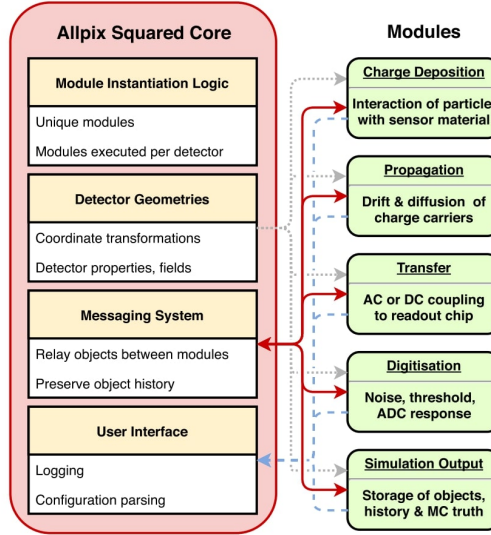 Allpix Squared Core
Module Instantiation Logic
Unique modules
Modules executed per detector
Detector Geometries
Coordinate transformations
Detector properties, fields
Messaging System
Relay objects between modules
Preserve object history
User Interface
Logging
Configuration parsing
Modules
Charge Deposition
Interaction of particle
with sensor material
Propagation
Drift & diffusion of
charge carriers
Transfer
AC or DC coupling
to readout chip
Digitisation
Noise, threshold,
ADC response
Simulation Output
Storage of objects,
history & MC truth